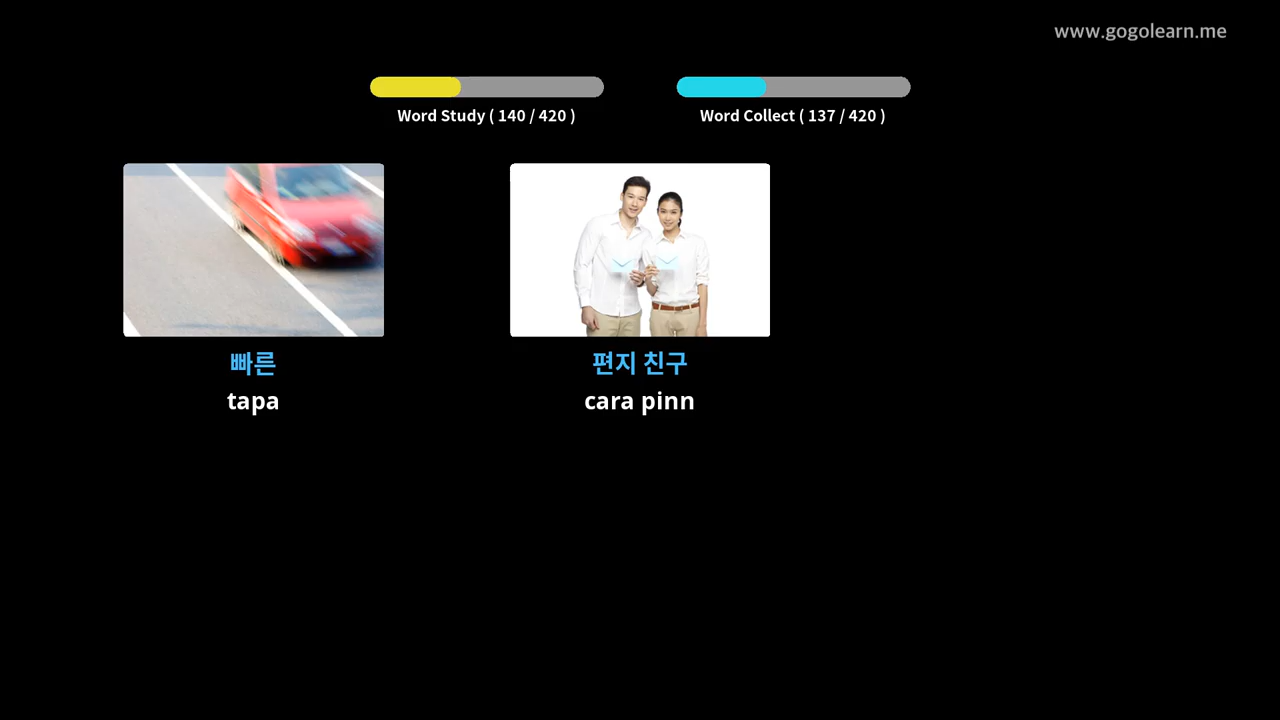 www.gogolearn.me
Word Study ( 140 / 420 )
Word Collect ( 137 / 420 )
빠른
tapa
편지 친구
cara pinn